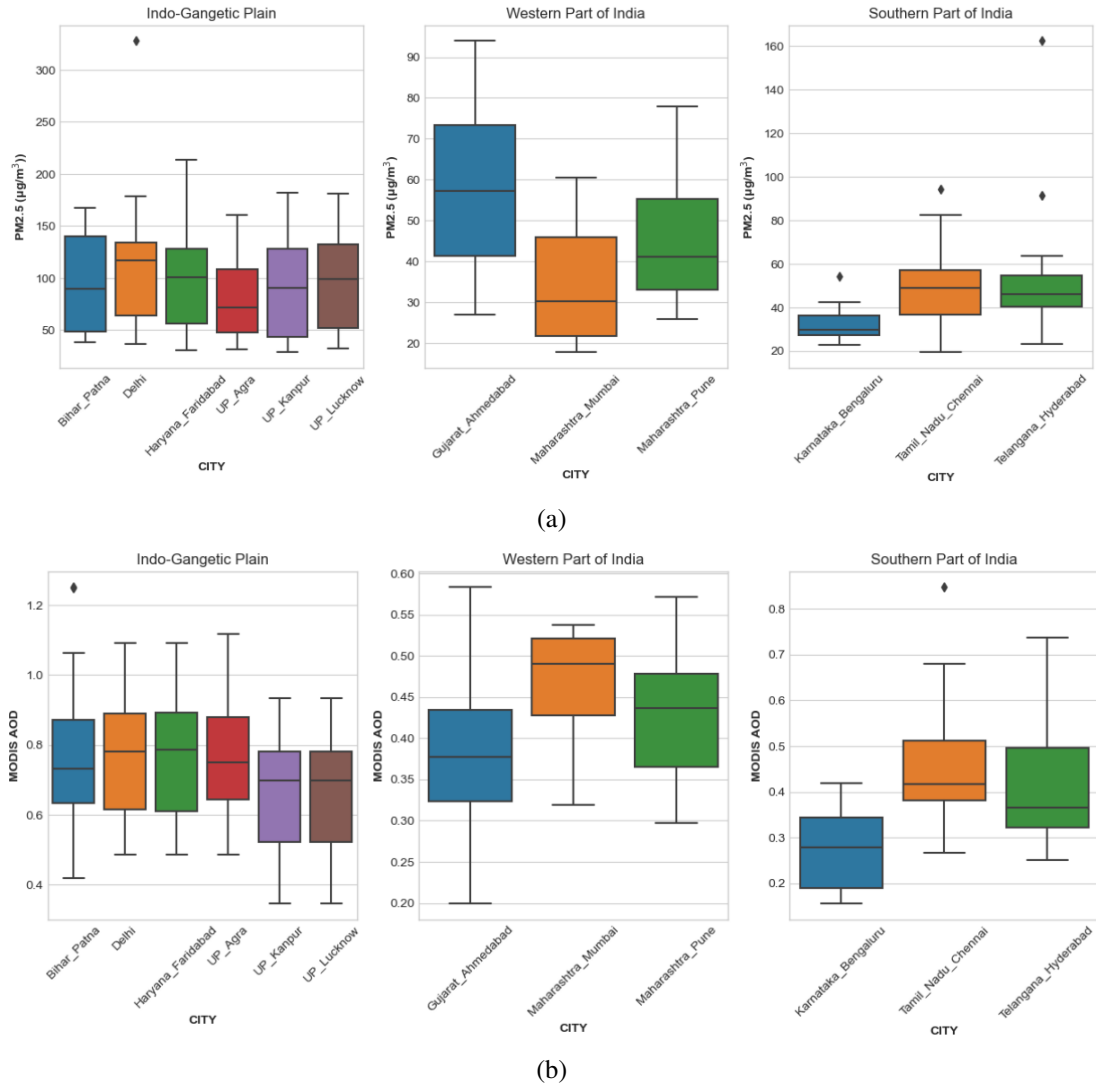 Indo-Gangetic Plain
PM2.5 (µg/m³))
300
250
200
150
100
50
Bihar_Patna
Delhi
Haryana_Faridabad
UP_Agra
UP_Kanpur
UP_Lucknow
CITY
Western Part of India
PM2.5 (µg/m³)
90
80
70
60
50
40
30
20
Gujarat_Ahmedabad
Maharashtra_Mumbai
Maharashtra_Pune
CITY
Southern Part of India
PM2.5 (µg/m³)
160
140
120
100
80
60
40
20
Karnataka_Bengaluru
Tamil_Nadu_Chennai
Telangana_Hyderabad
CITY
(a)
Indo-Gangetic Plain
MODIS AOD
1.2
1.0
0.8
0.6
0.4
Bihar_Patna
Delhi
Haryana_Faridabad
UP_Agra
UP_Kanpur
UP_Lucknow
CITY
Western Part of India
MODIS AOD
0.60
0.55
0.50
0.45
0.40
0.35
0.30
0.25
0.20
Gujarat_Ahmedabad
Maharashtra_Mumbai
Maharashtra_Pune
CITY
Southern Part of India
MODIS AOD
0.8
0.7
0.6
0.5
0.4
0.3
0.2
Karnataka_Bengaluru
Tamil_Nadu_Chennai
Telangana_Hyderabad
CITY
(b)